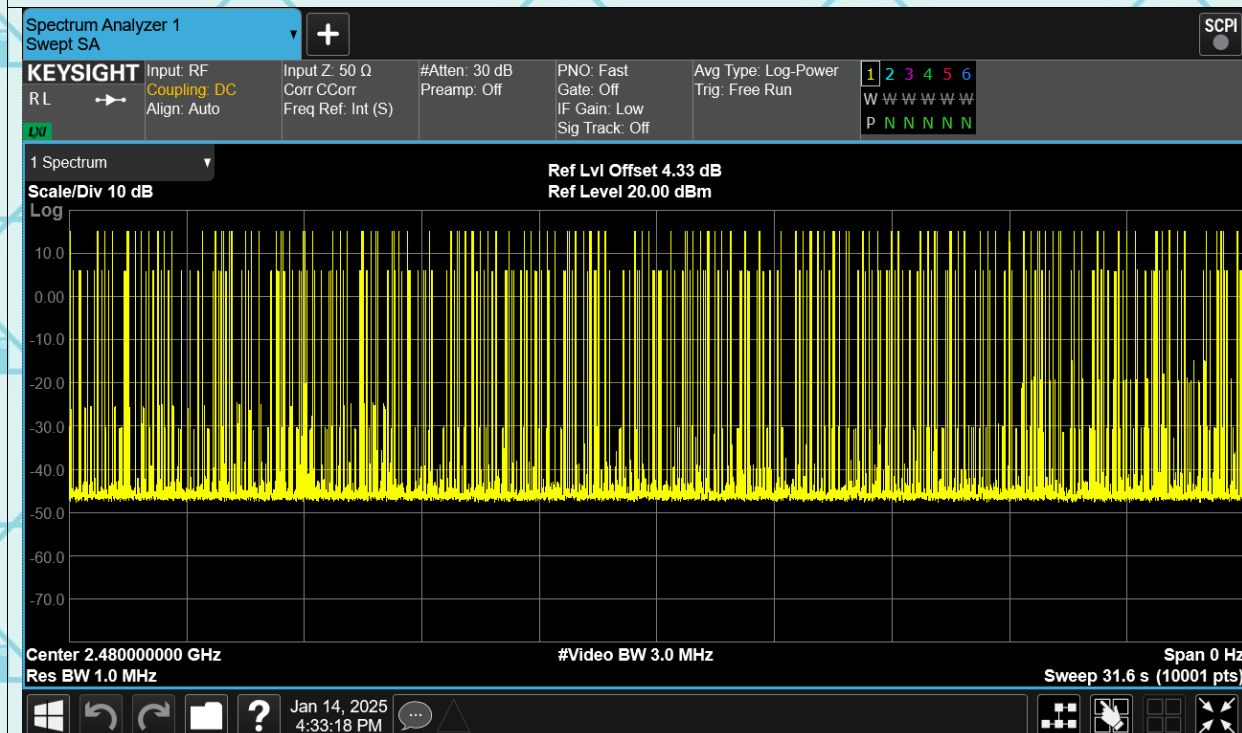 Spectrum Analyzer 1
Swept SA
+
SCPI
KEYSIGHT
R L
LXI
Input: RF
Coupling: DC
Align: Auto
Input Z: 50 Ω
Corr CCorr
Freq Ref: Int (S)
#Atten: 30 dB
Preamp: Off
PNO: Fast
Gate: Off
IF Gain: Low
Sig Track: Off
Avg Type: Log-Power
Trig: Free Run
1 2 3 4 5 6
W W W W W W
P N N N N N
1 Spectrum
Scale/Div 10 dB
Ref Lvl Offset 4.33 dB
Ref Level 20.00 dBm
Log
10.0
0.00
-10.0
-20.0
-30.0
-40.0
-50.0
-60.0
-70.0
Center 2.480000000 GHz
#Video BW 3.0 MHz
Span 0 Hz
Res BW 1.0 MHz
Sweep 31.6 s (10001 pts)
?
Jan 14, 2025
4:33:18 PM